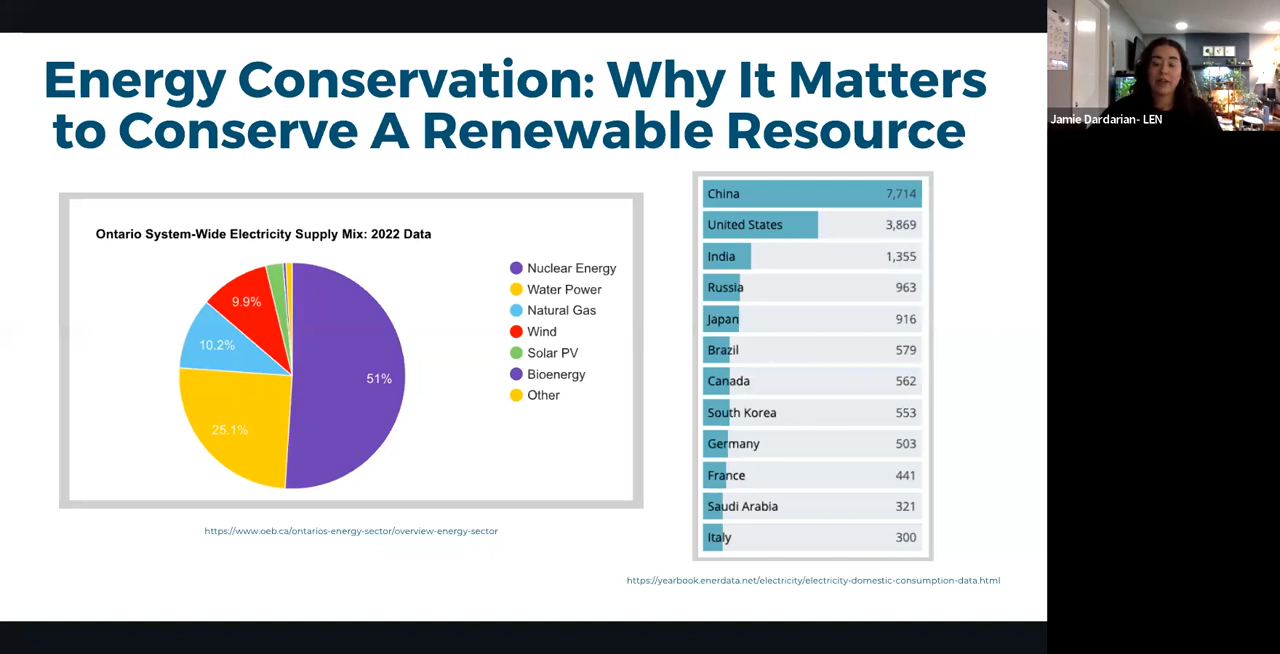 Energy Conservation: Why It Matters
to Conserve A Renewable Resource
Ontario System-Wide Electricity Supply Mix: 2022 Data
51%
25.1%
10.2%
9.9%
Nuclear Energy
Water Power
Natural Gas
Wind
Solar PV
Bioenergy
Other
https://www.oeb.ca/ontarios-energy-sector/overview-energy-sector
China 7,714
United States 3,869
India 1,355
Russia 963
Japan 916
Brazil 579
Canada 562
South Korea 553
Germany 503
France 441
Saudi Arabia 321
Italy 300
https://yearbook.enerdata.net/electricity/electricity-domestic-consumption-data.html
Jamie Dardarian- LEN